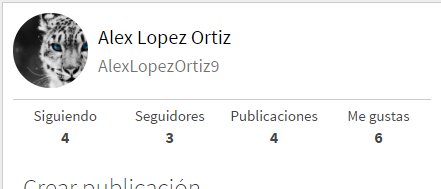 Alex Lopez Ortiz
AlexLopezOrtiz9
Siguiendo Seguidores Publicaciones Me gustas
4 3 4 6
Crear publicación